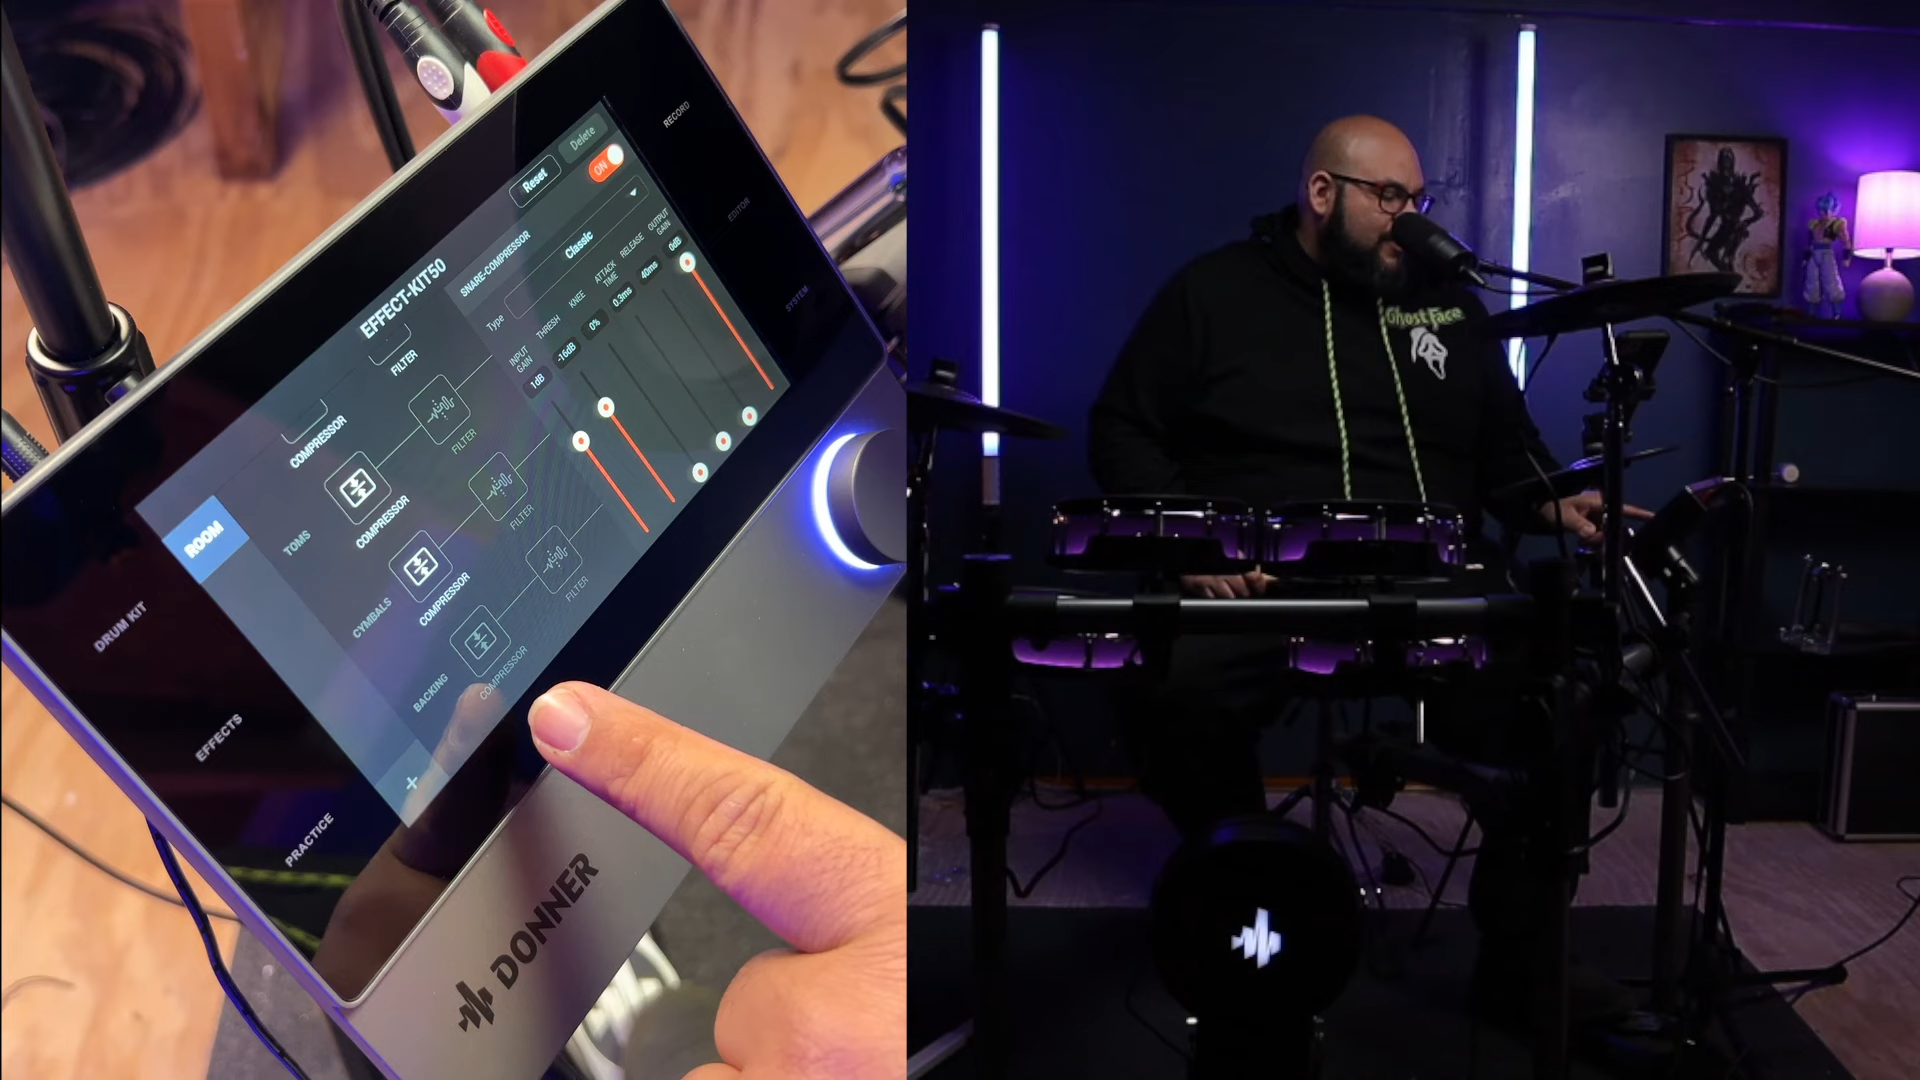 RECORD
EDITOR
SYSTEM
Delete
Reset
ON
EFFECT-KIT50
SNARE-COMPRESSOR
Type
Classic
INPUT GAIN
THRESH
KNEE
ATTACK TIME
RELEASE
OUTPUT GAIN
1dB
-16dB
0%
0.3ms
40ms
0dB
FILTER
COMPRESSOR
FILTER
TOMS
COMPRESSOR
FILTER
CYMBALS
COMPRESSOR
FILTER
BACKING
COMPRESSOR
ROOM
+
DRUM KIT
EFFECTS
PRACTICE
DONNER
GhostFace